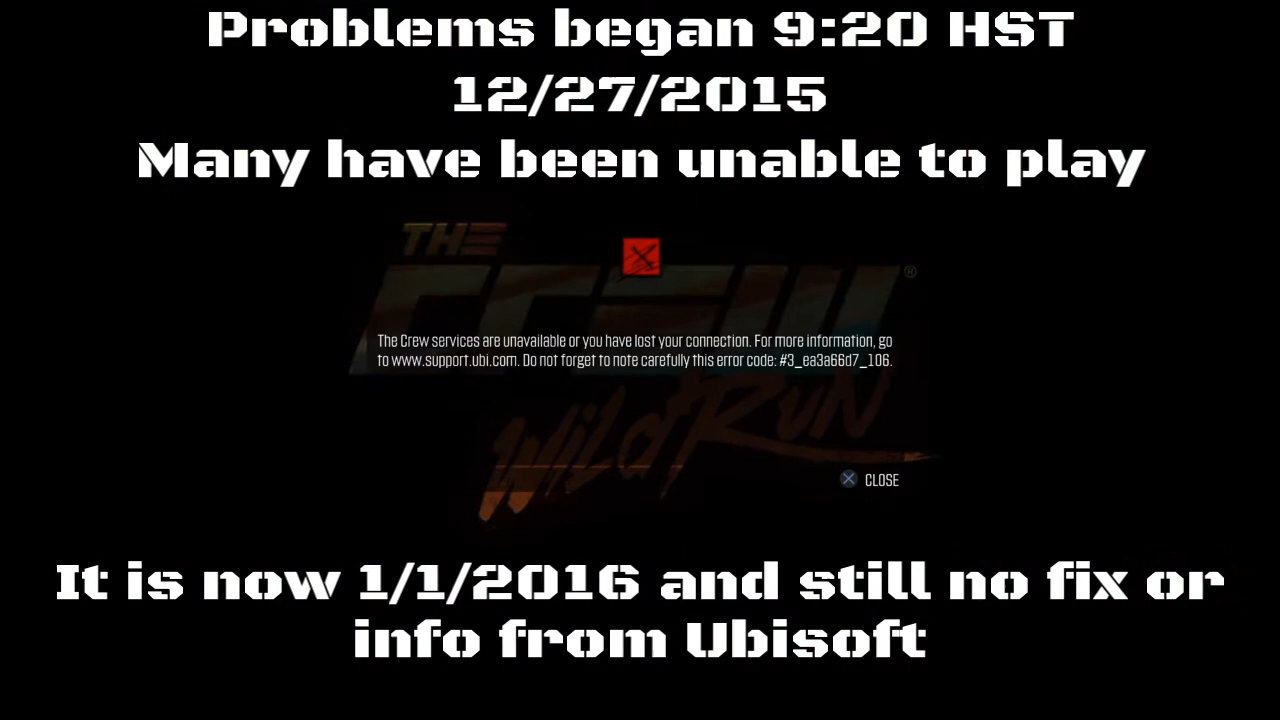 Problems began 9:20 HST
12/27/2015
Many have been unable to play
THE
CREW
®
The Crew services are unavailable or you have lost your connection. For more information, go
to www.support.ubi.com. Do not forget to note carefully this error code: #3_ea3a66d7_106.
WILD RUN
CLOSE
It is now 1/1/2016 and still no fix or
info from Ubisoft